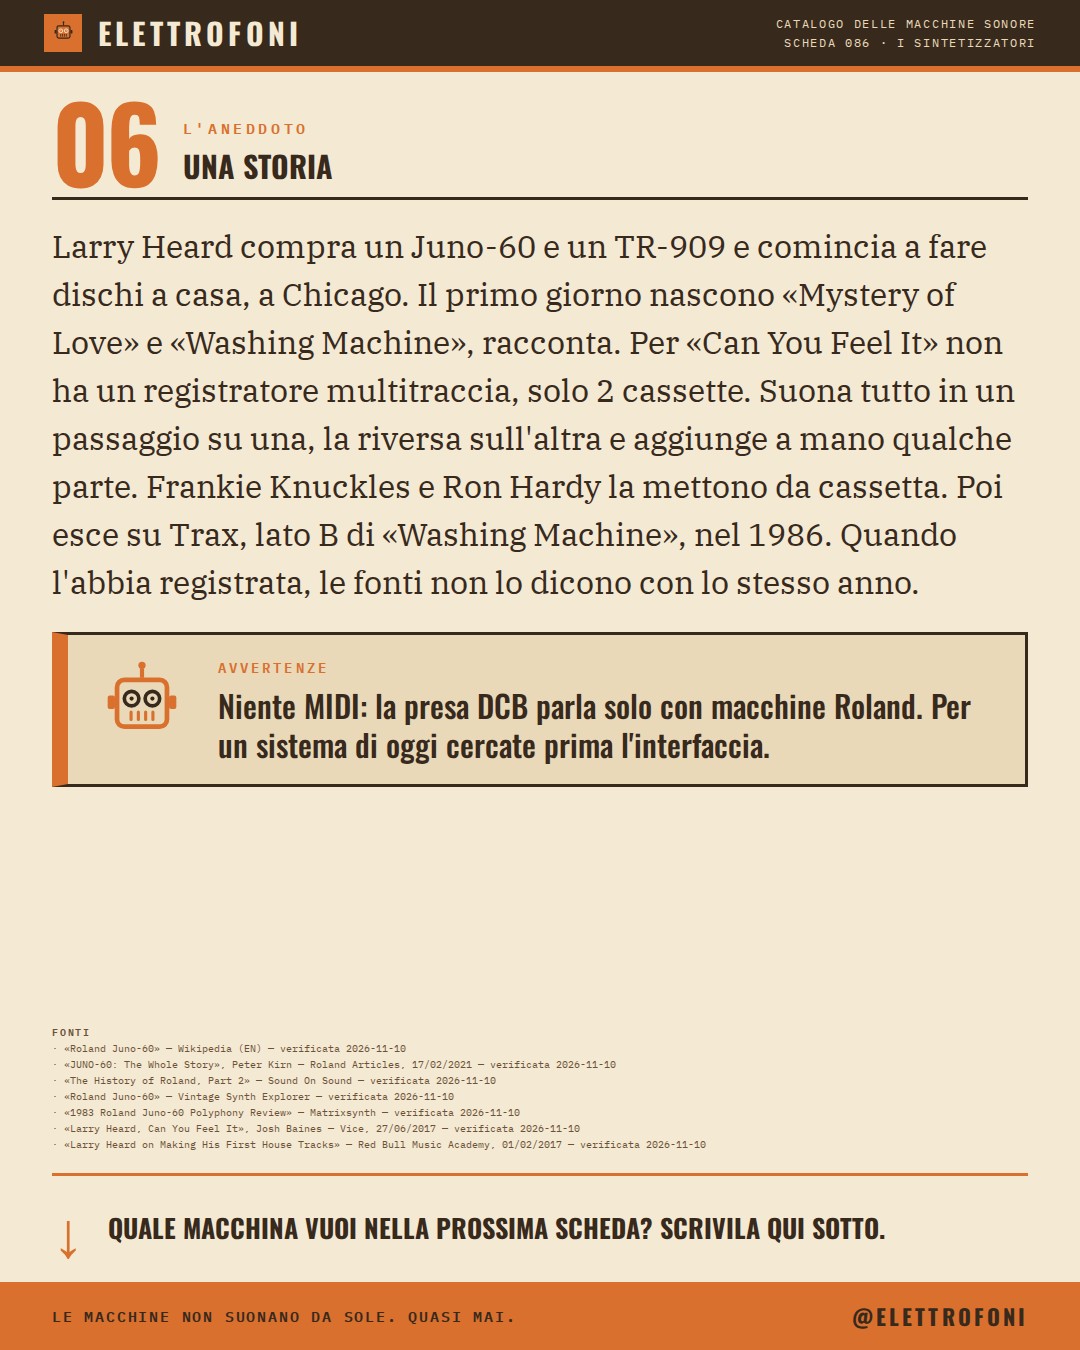 ELETTROFONI
CATALOGO DELLE MACCHINE SONORE
SCHEDA 086 · I SINTETIZZATORI
06
L'ANEDDOTO
UNA STORIA
Larry Heard compra un Juno-60 e un TR-909 e comincia a fare
dischi a casa, a Chicago. Il primo giorno nascono «Mystery of
Love» e «Washing Machine», racconta. Per «Can You Feel It» non
ha un registratore multitraccia, solo 2 cassette. Suona tutto in un
passaggio su una, la riversa sull'altra e aggiunge a mano qualche
parte. Frankie Knuckles e Ron Hardy la mettono da cassetta. Poi
esce su Trax, lato B di «Washing Machine», nel 1986. Quando
l'abbia registrata, le fonti non lo dicono con lo stesso anno.
AVVERTENZE
Niente MIDI: la presa DCB parla solo con macchine Roland. Per
un sistema di oggi cercate prima l'interfaccia.
FONTI
· «Roland Juno-60» — Wikipedia (EN) — verificata 2026-11-10
· «JUNO-60: The Whole Story», Peter Kirn — Roland Articles, 17/02/2021 — verificata 2026-11-10
· «The History of Roland, Part 2» — Sound On Sound — verificata 2026-11-10
· «Roland Juno-60» — Vintage Synth Explorer — verificata 2026-11-10
· «1983 Roland Juno-60 Polyphony Review» — Matrixsynth — verificata 2026-11-10
· «Larry Heard, Can You Feel It», Josh Baines — Vice, 27/06/2017 — verificata 2026-11-10
· «Larry Heard on Making His First House Tracks» — Red Bull Music Academy, 01/02/2017 — verificata 2026-11-10
↓ QUALE MACCHINA VUOI NELLA PROSSIMA SCHEDA? SCRIVILA QUI SOTTO.
LE MACCHINE NON SUONANO DA SOLE. QUASI MAI.
@ELETTROFONI